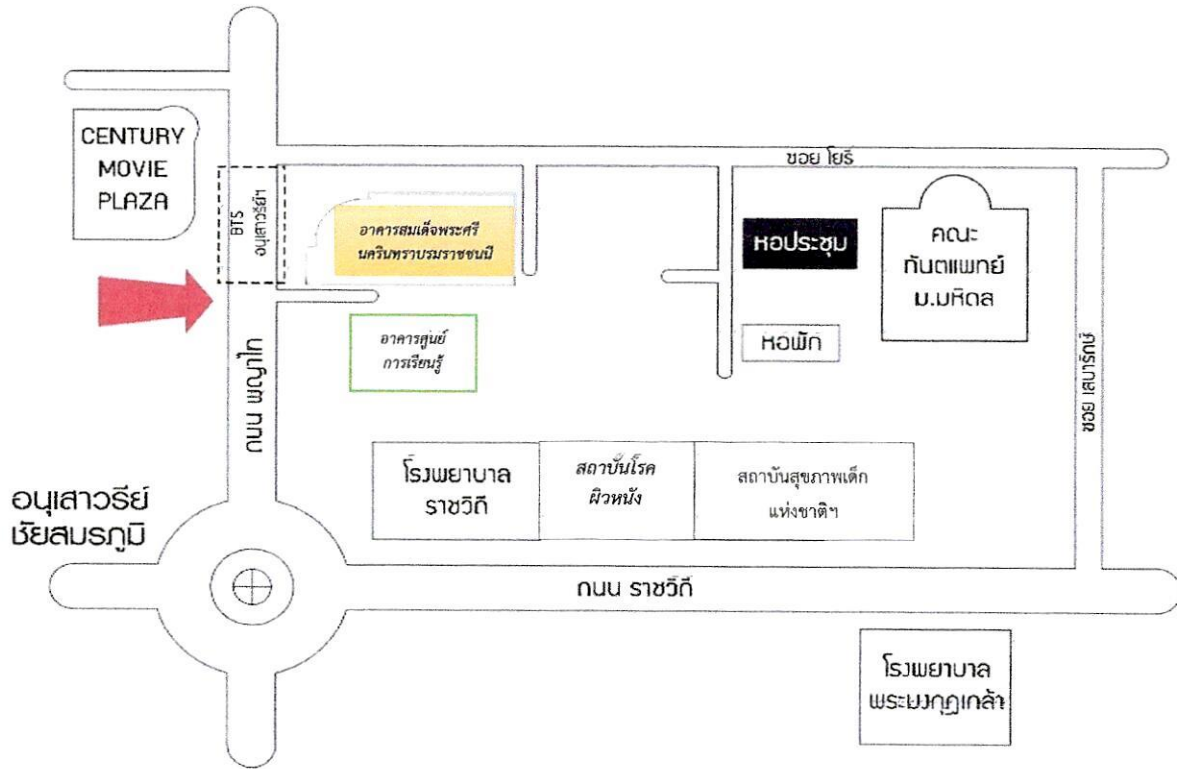 CENTURY
MOVIE
PLAZA
BTS
อนุเสาวรีย์ฯ
ซอย โยธี
อาคารสมเด็จพระศรี
นครินทราบรมราชชนนี
หอประชุม
คณะ
ทันตแพทย์
ม.มหิดล
อาคารศูนย์
การเรียนรู้
หอพัก
ถนน พญาไท
ซอย เสนารักษ์
โรงพยาบาล
ราชวิถี
สถาบันโรค
ผิวหนัง
สถาบันสุขภาพเด็ก
แห่งชาติฯ
อนุเสาวรีย์
ชัยสมรภูมิ
ถนน ราชวิถี
โรงพยาบาล
พระมงกุฎเกล้า